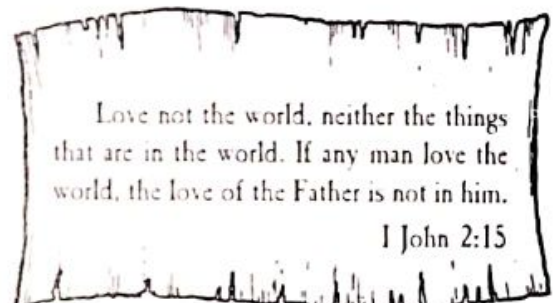 Love not the world, neither the things
that are in the world. If any man love the
world, the love of the Father is not in him.
I John 2:15